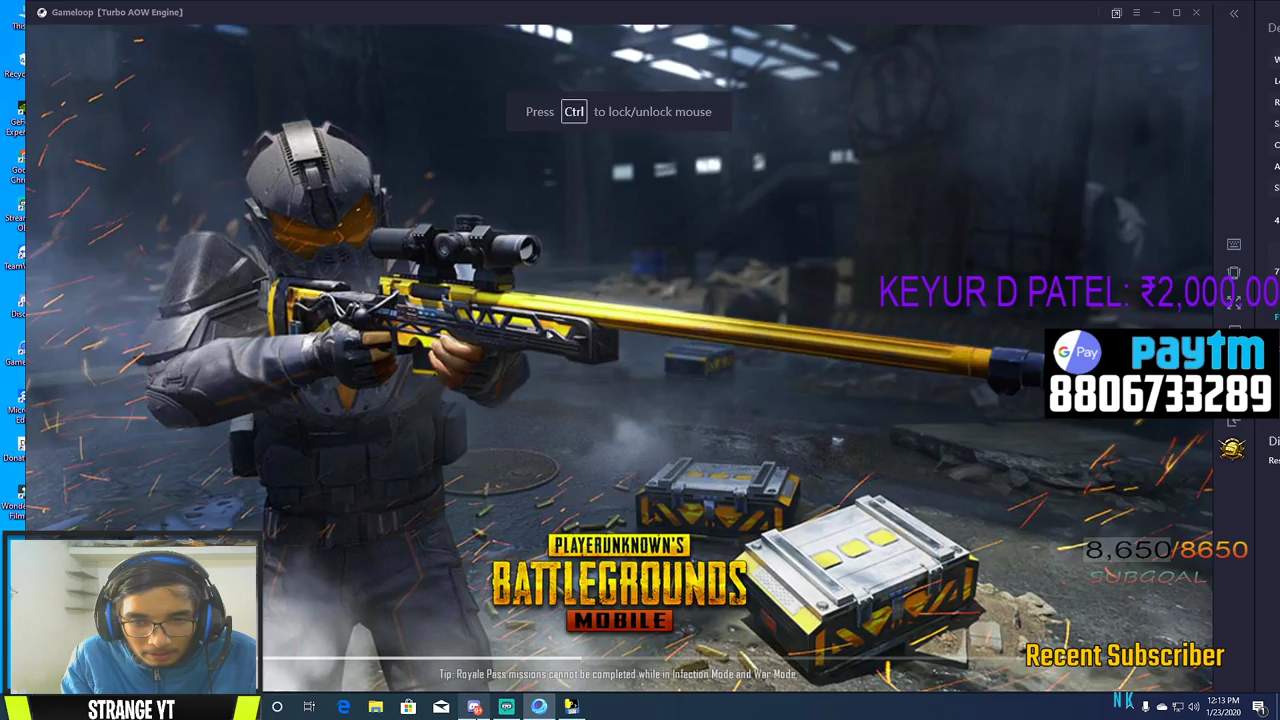 Gameloop [Turbo AOW Engine]
Press Ctrl to lock/unlock mouse
KEYUR D PATEL: ₹2,000.00
G Pay paytm
8806733289
PLAYERUNKNOWN'S
BATTLEGROUNDS
MOBILE
8,650/8650
SUBGOAL
Recent Subscriber
Tip: Royale Pass missions cannot be completed while in Infection Mode and War Mode
STRANGE YT
N K
12:13 PM
1/23/2020